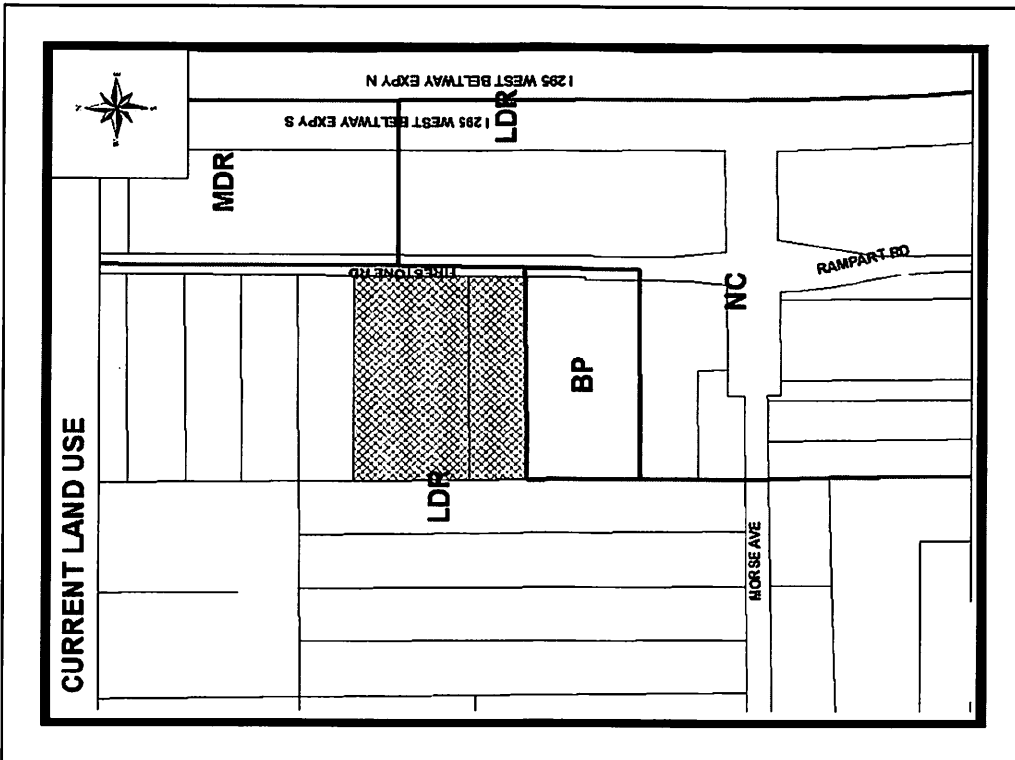 CURRENT LAND USE
I 295 WEST BELTWAY EXPY N
I 295 WEST BELTWAY EXPY S
LDR
MDR
FIRESTONE RD
RAMPART RD
NC
BP
LDR
MORSE AVE